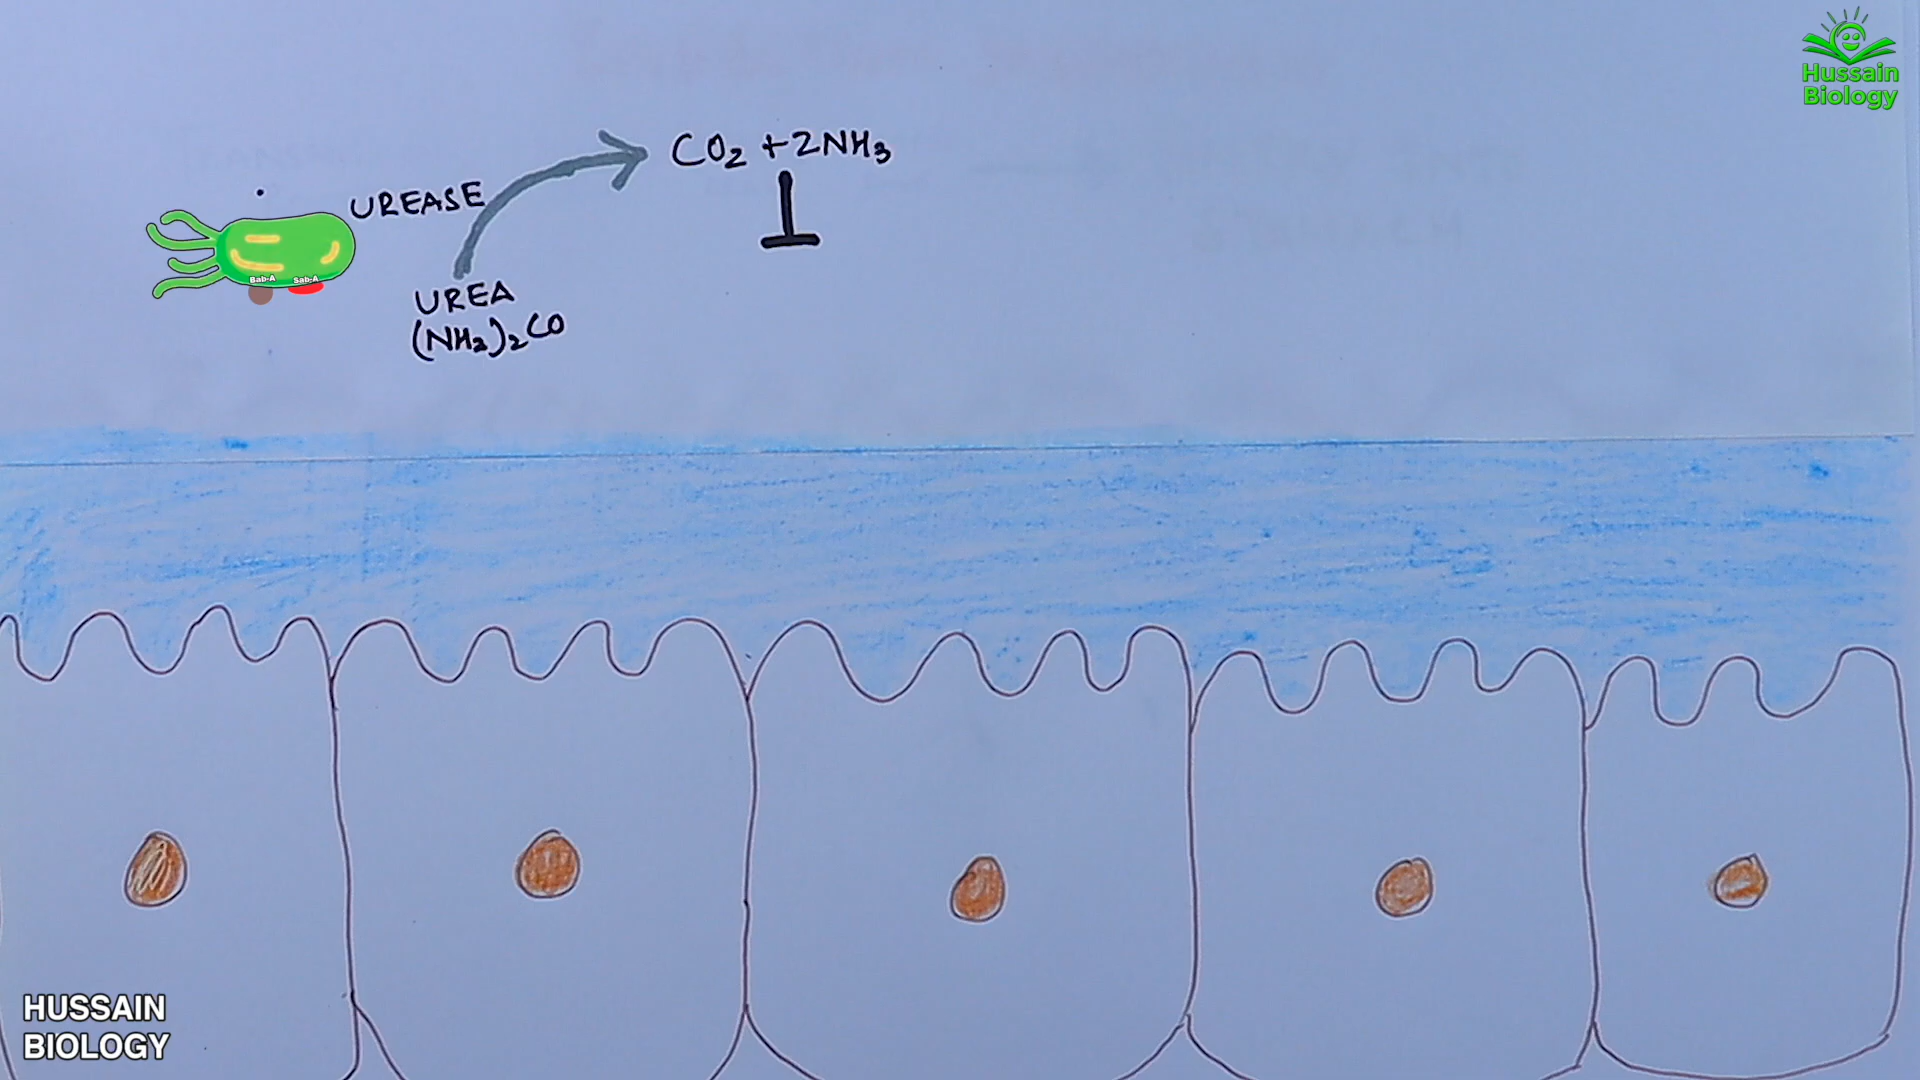 Hussain
Biology
CO₂ + 2NH₃
UREASE
Bab-A Sab-A
UREA
(NH₂)₂CO
HUSSAIN
BIOLOGY